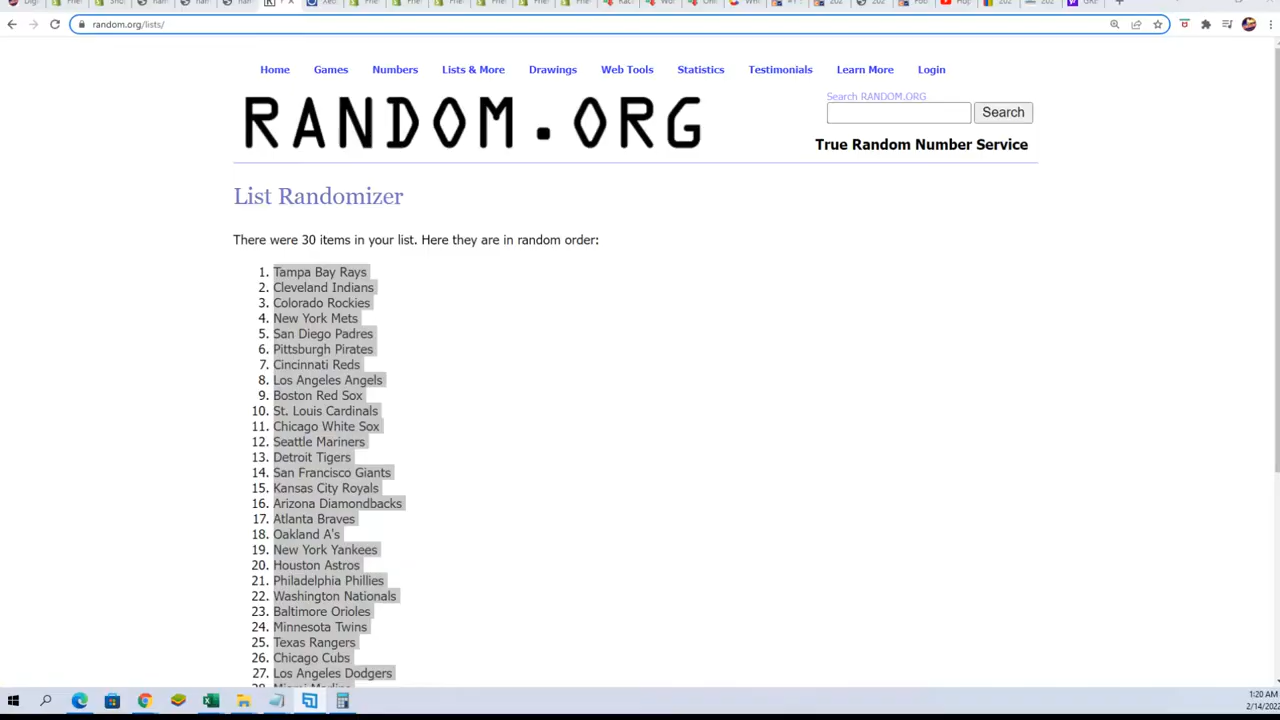 random.org/lists/
Home Games Numbers Lists & More Drawings Web Tools Statistics Testimonials Learn More Login
RANDOM.ORG
Search RANDOM.ORG
Search
True Random Number Service
List Randomizer
There were 30 items in your list. Here they are in random order:
1. Tampa Bay Rays
2. Cleveland Indians
3. Colorado Rockies
4. New York Mets
5. San Diego Padres
6. Pittsburgh Pirates
7. Cincinnati Reds
8. Los Angeles Angels
9. Boston Red Sox
10. St. Louis Cardinals
11. Chicago White Sox
12. Seattle Mariners
13. Detroit Tigers
14. San Francisco Giants
15. Kansas City Royals
16. Arizona Diamondbacks
17. Atlanta Braves
18. Oakland A's
19. New York Yankees
20. Houston Astros
21. Philadelphia Phillies
22. Washington Nationals
23. Baltimore Orioles
24. Minnesota Twins
25. Texas Rangers
26. Chicago Cubs
27. Los Angeles Dodgers
28. Miami Marlins
1:20 AM
2/14/2022